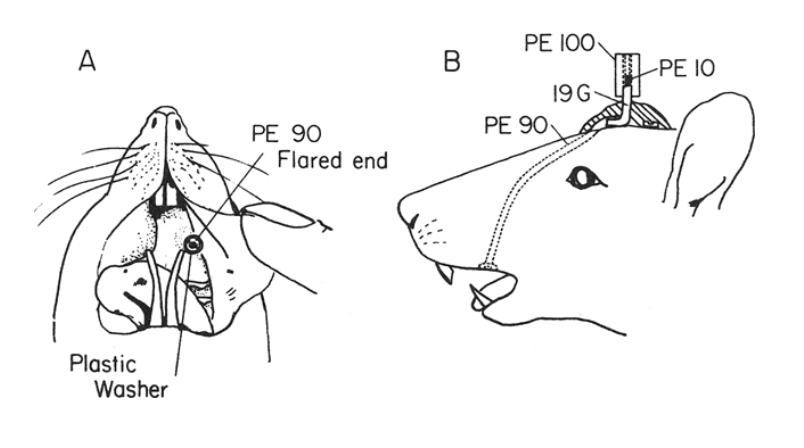 A
PE 90
Flared end
Plastic
Washer
B
PE 100
PE 10
19 G
PE 90